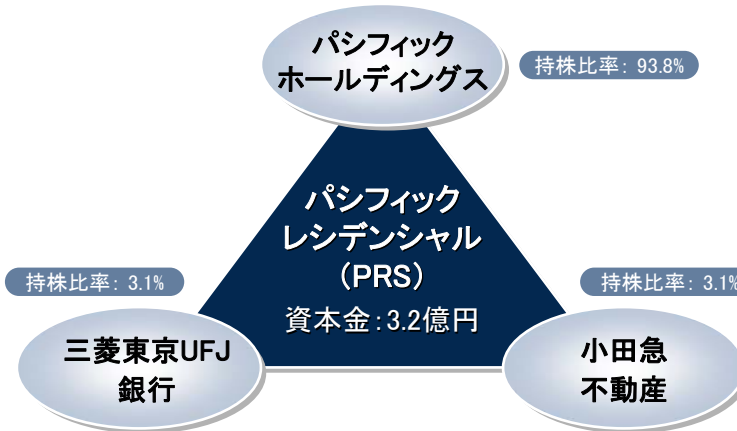 パシフィック
ホールディングス
持株比率: 93.8%
パシフィック
レシデンシャル
(PRS)
資本金:3.2億円
持株比率: 3.1%
持株比率: 3.1%
三菱東京UFJ
銀行
小田急
不動産